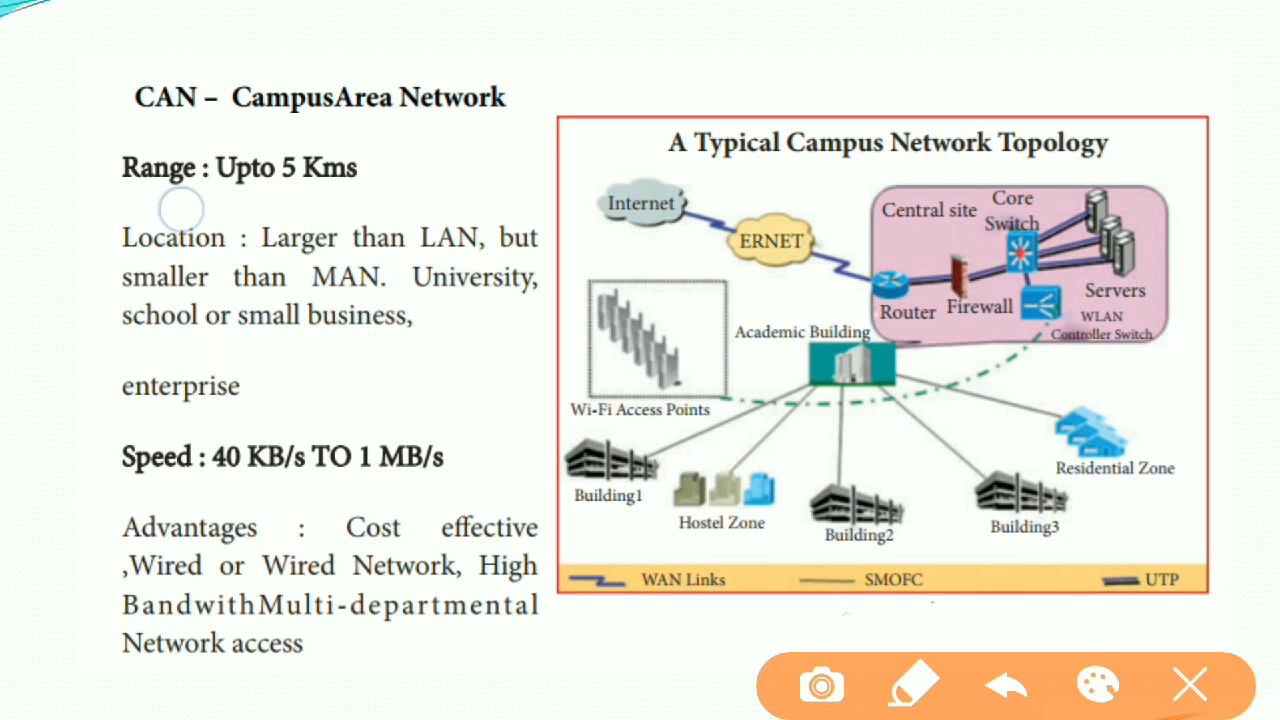 CAN – CampusArea Network
Range : Upto 5 Kms
Location : Larger than LAN, but
smaller than MAN. University,
school or small business,
enterprise
Speed : 40 KB/s TO 1 MB/s
Advantages : Cost effective
,Wired or Wired Network, High
BandwithMulti-departmental
Network access
A Typical Campus Network Topology
Internet
ERNET
Central site
Core
Switch
Router
Firewall
Servers
WLAN
Controller Switch
Academic Building
Wi-Fi Access Points
Building1
Hostel Zone
Building2
Building3
Residential Zone
WAN Links
SMOFC
UTP